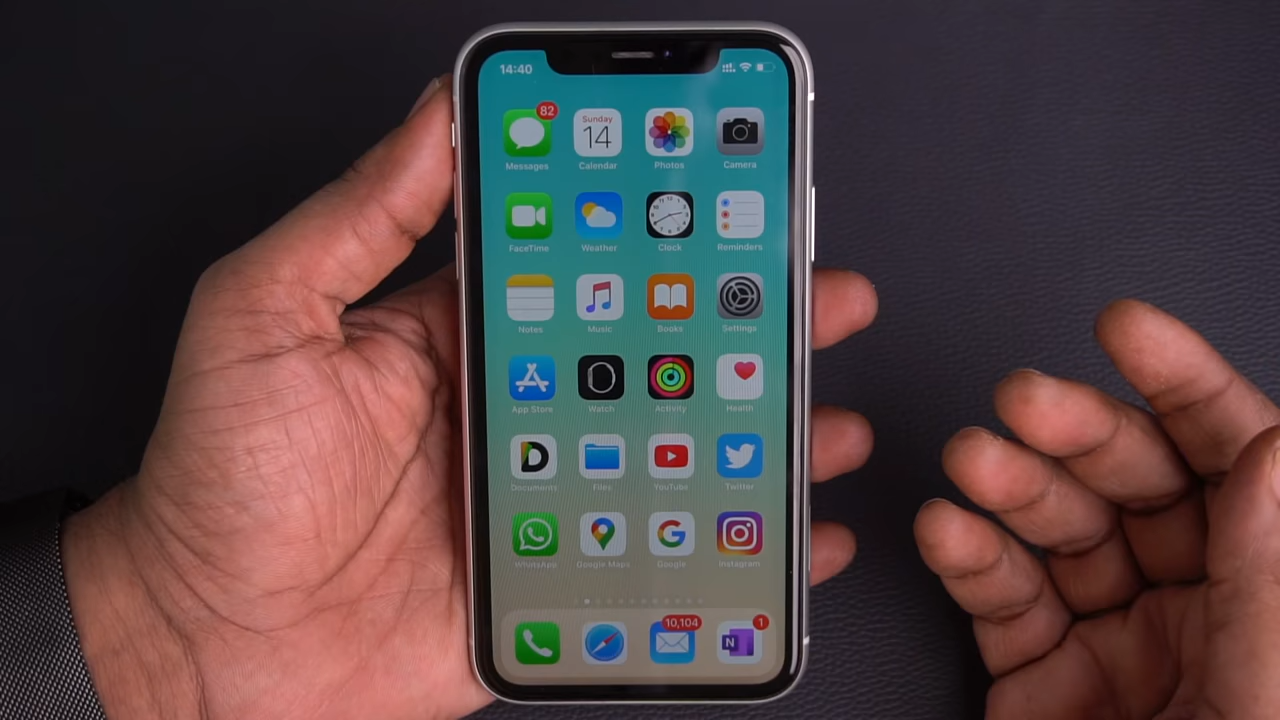 14:40
82
Sunday
14
Messages
Calendar
Photos
Camera
FaceTime
Weather
Clock
Reminders
Notes
Music
Books
Settings
App Store
Watch
Activity
Health
Documents
Files
YouTube
Twitter
WhatsApp
Google Maps
Google
Instagram
10,104
1
N